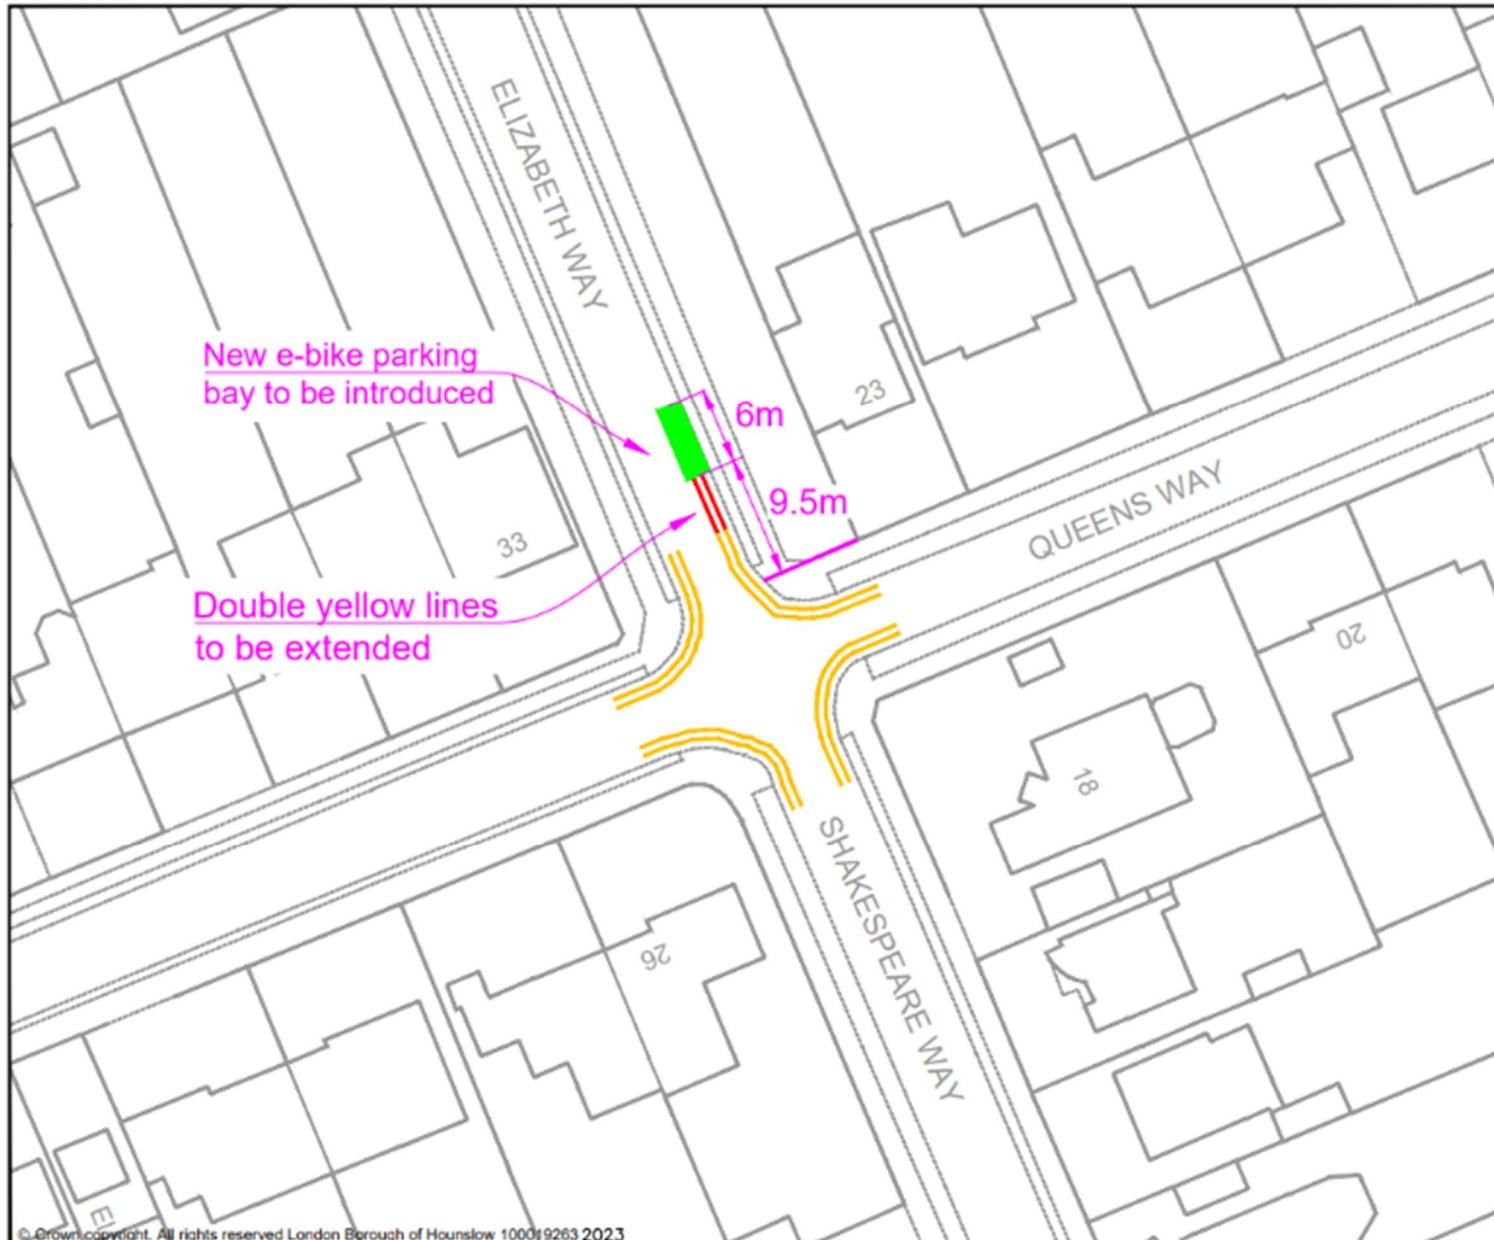 ELIZABETH WAY
New e-bike parking
bay to be introduced
6m
23
9.5m
QUEENS WAY
33
Double yellow lines
to be extended
20
18
SHAKESPEARE WAY
26
© Crown copyright. All rights reserved London Borough of Hounslow 100019263 2023